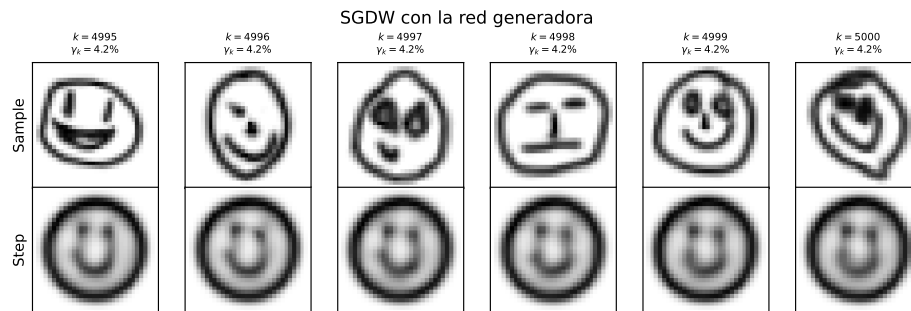 SGDW con la red generadora
k = 4995
γₖ = 4.2%
k = 4996
γₖ = 4.2%
k = 4997
γₖ = 4.2%
k = 4998
γₖ = 4.2%
k = 4999
γₖ = 4.2%
k = 5000
γₖ = 4.2%
Sample
Step